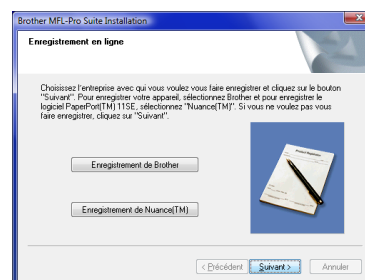 Brother MFL-Pro Suite Installation
Enregistrement en ligne
Choisissez l'entreprise avec qui vous voulez vous faire enregistrer et cliquez sur le bouton
"Suivant". Pour enregistrer votre appareil, sélectionnez Brother et pour enregistrer le
logiciel PaperPort(TM) 11SE, sélectionnez "Nuance(TM)". Si vous ne voulez pas vous
faire enregistrer, cliquez sur "Suivant".
Enregistrement de Brother
Enregistrement de Nuance(TM)
< Précédent
Suivant >
Annuler